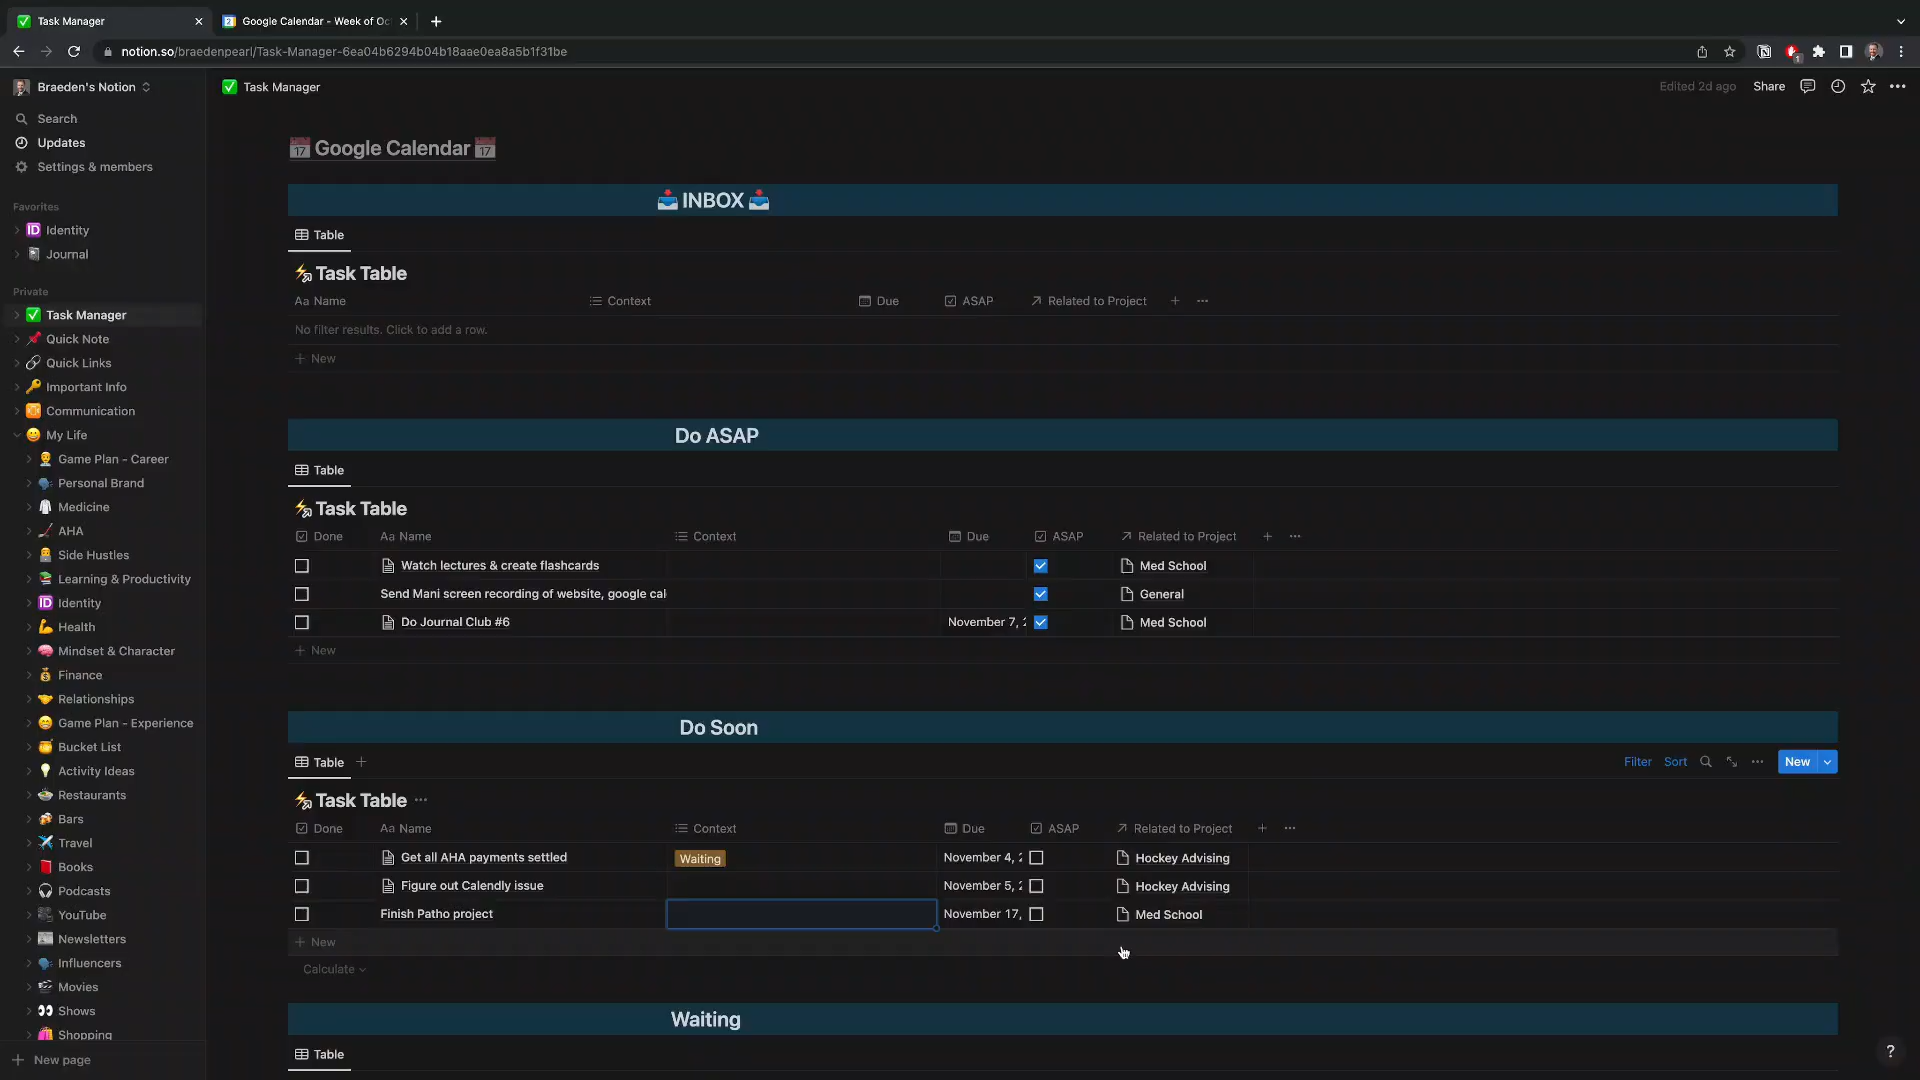 Task Manager
Google Calendar - Week of Oc
notion.so/braedenpearl/Task-Manager-6ea04b6294b04b18aae0ea8a5b1f31be
1
Braeden's Notion
Task Manager
Edited 2d ago
Share
Search
Updates
Settings & members
Favorites
Identity
Journal
Private
Task Manager
Quick Note
Quick Links
Important Info
Communication
My Life
Game Plan - Career
Personal Brand
Medicine
AHA
Side Hustles
Learning & Productivity
Identity
Health
Mindset & Character
Finance
Relationships
Game Plan - Experience
Bucket List
Activity Ideas
Restaurants
Bars
Travel
Books
Podcasts
YouTube
Newsletters
Influencers
Movies
Shows
Shopping
New page
17 Google Calendar 17
INBOX
Table
Task Table
Aa Name Context Due ASAP Related to Project
No filter results. Click to add a row.
New
Do ASAP
Table
Task Table
Done Aa Name Context Due ASAP Related to Project
Watch lectures & create flashcards Med School
Send Mani screen recording of website, google cal General
Do Journal Club #6 November 7, 2 Med School
New
Do Soon
Table
Filter Sort New
Task Table
Done Aa Name Context Due ASAP Related to Project
Get all AHA payments settled Waiting November 4, 2 Hockey Advising
Figure out Calendly issue November 5, 2 Hockey Advising
Finish Patho project November 17, Med School
New
Calculate
Waiting
Table
?